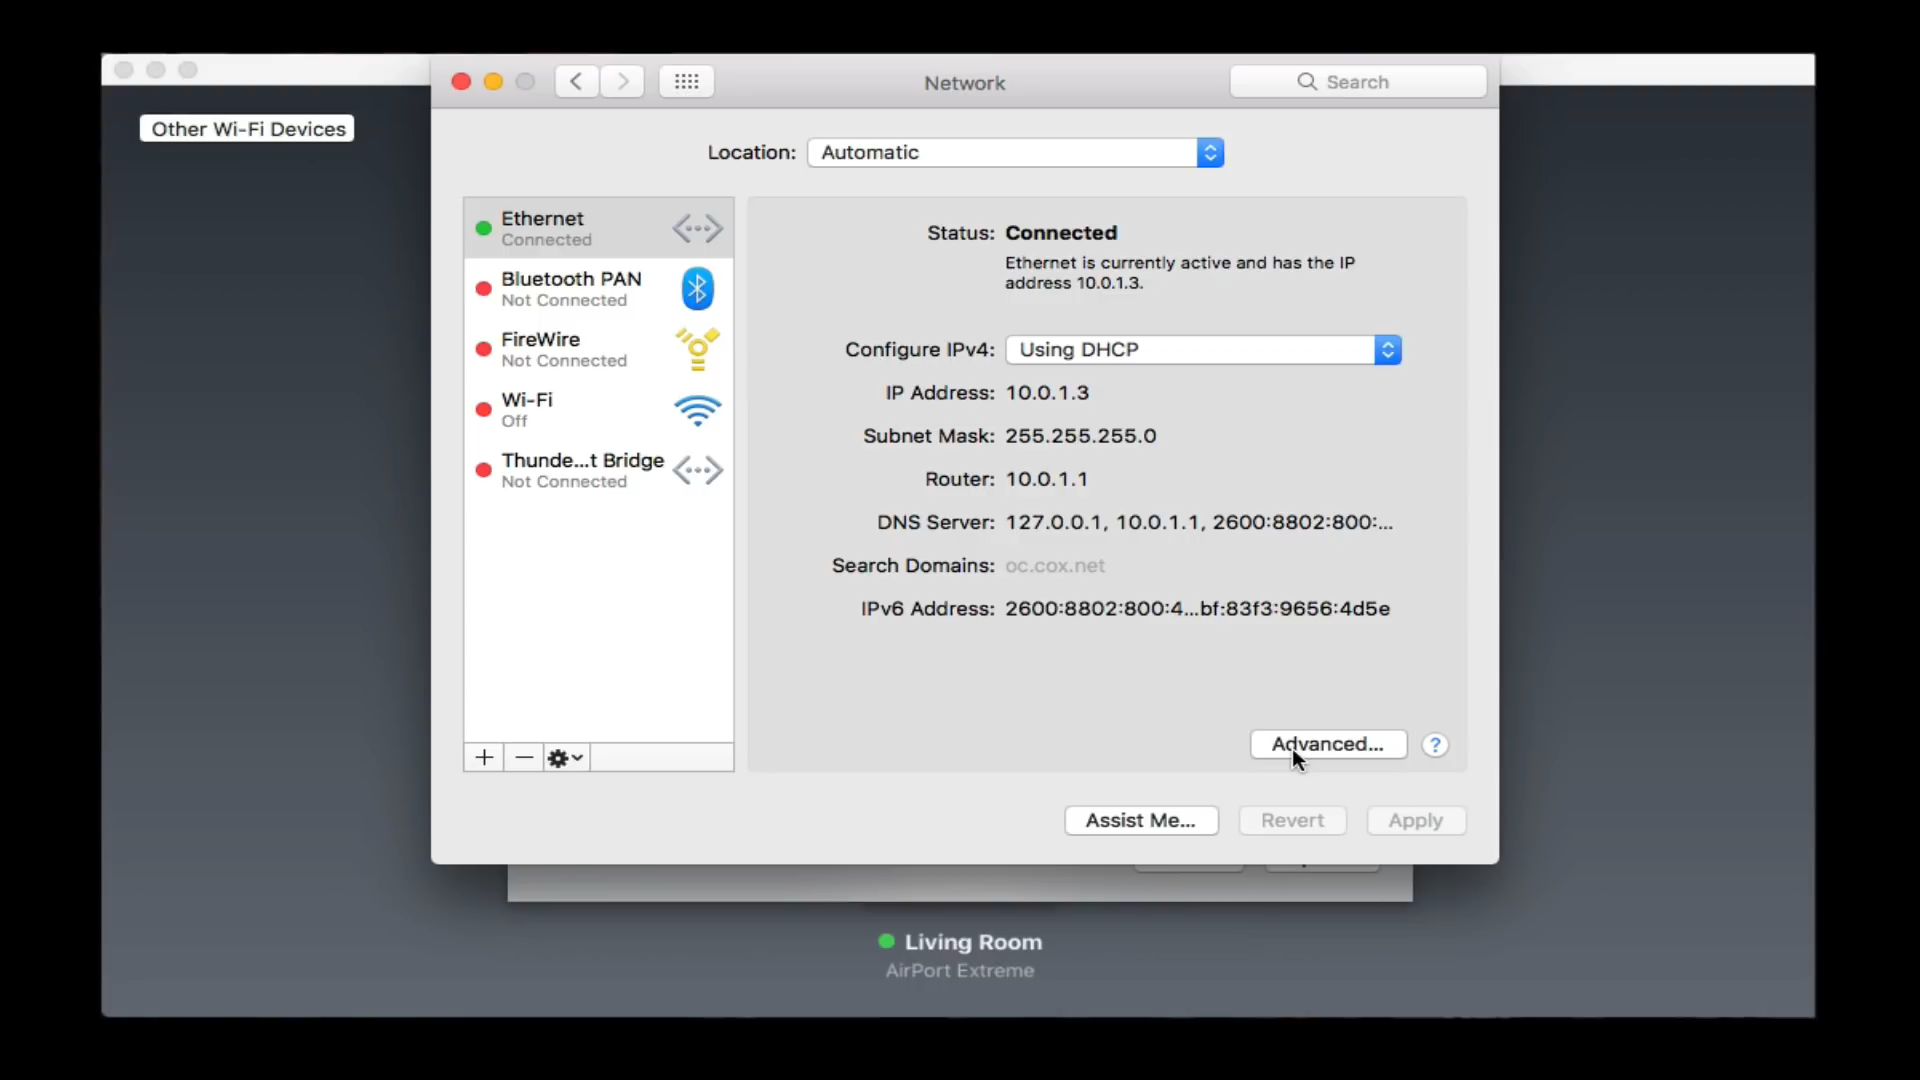 Network
Search
Other Wi-Fi Devices
Location: Automatic
Ethernet
Connected
Bluetooth PAN
Not Connected
FireWire
Not Connected
Wi-Fi
Off
Thunde...t Bridge
Not Connected
Status: Connected
Ethernet is currently active and has the IP
address 10.0.1.3.
Configure IPv4: Using DHCP
IP Address: 10.0.1.3
Subnet Mask: 255.255.255.0
Router: 10.0.1.1
DNS Server: 127.0.0.1, 10.0.1.1, 2600:8802:800:...
Search Domains: oc.cox.net
IPv6 Address: 2600:8802:800:4...bf:83f3:9656:4d5e
Advanced... ?
Assist Me... Revert Apply
Living Room
AirPort Extreme